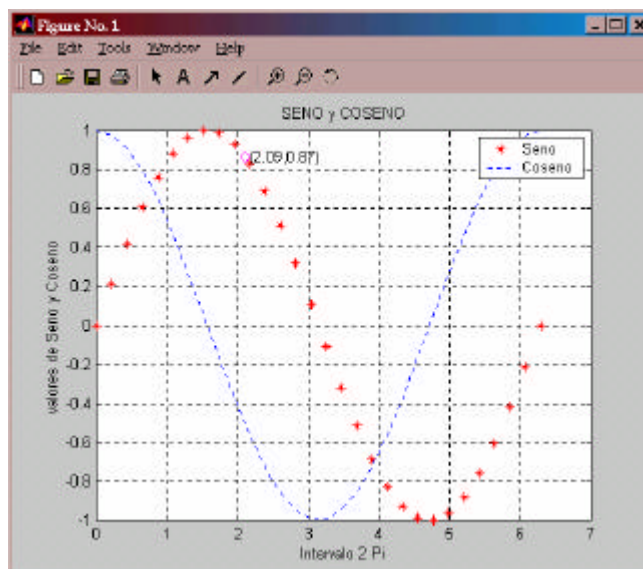 Figure No. 1
File Edit Tools Window Help
A
SENO y COSENO
Seno
Coseno
(2.09,0.87)
valores de Seno y Coseno
1
0.8
0.6
0.4
0.2
0
-0.2
-0.4
-0.6
-0.8
-1
0 1 2 3 4 5 6 7
Intervalo 2 Pi